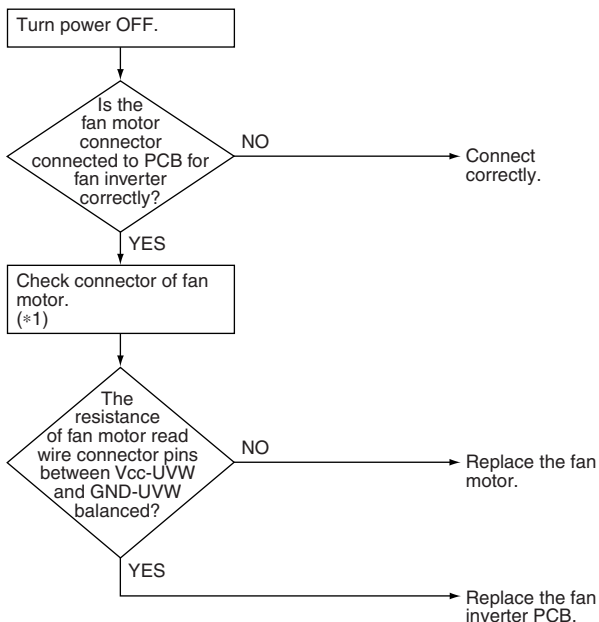 Turn power OFF.
Is the
fan motor
connector
connected to PCB for
fan inverter
correctly?
NO
Connect
correctly.
YES
Check connector of fan
motor.
(*1)
The
resistance
of fan motor read
wire connector pins
between Vcc-UVW
and GND-UVW
balanced?
NO
Replace the fan
motor.
YES
Replace the fan
inverter PCB.